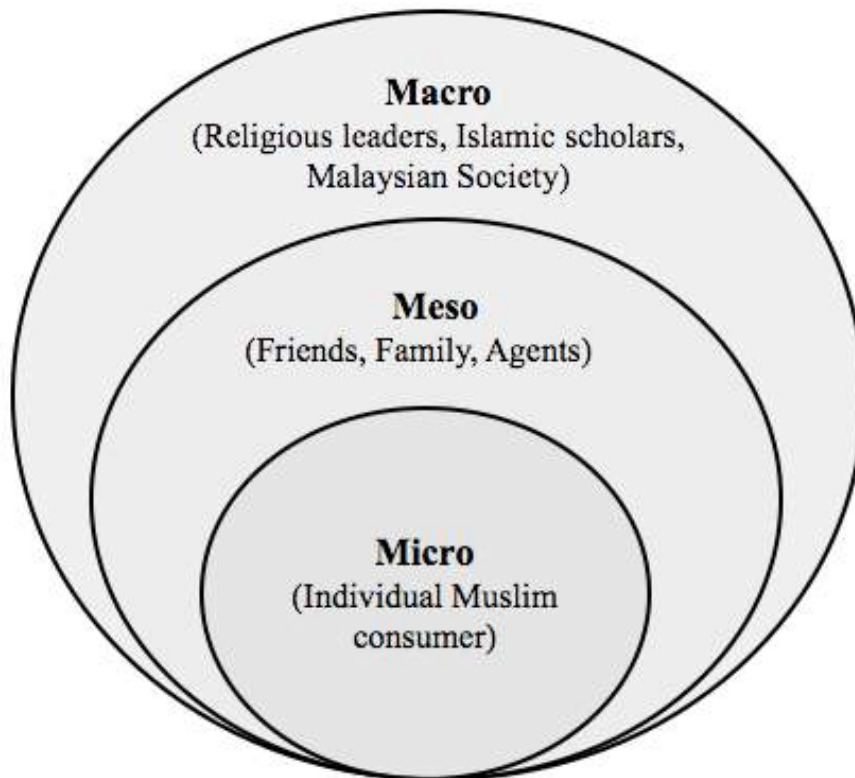 Macro
(Religious leaders, Islamic scholars,
Malaysian Society)
Meso
(Friends, Family, Agents)
Micro
(Individual Muslim
consumer)